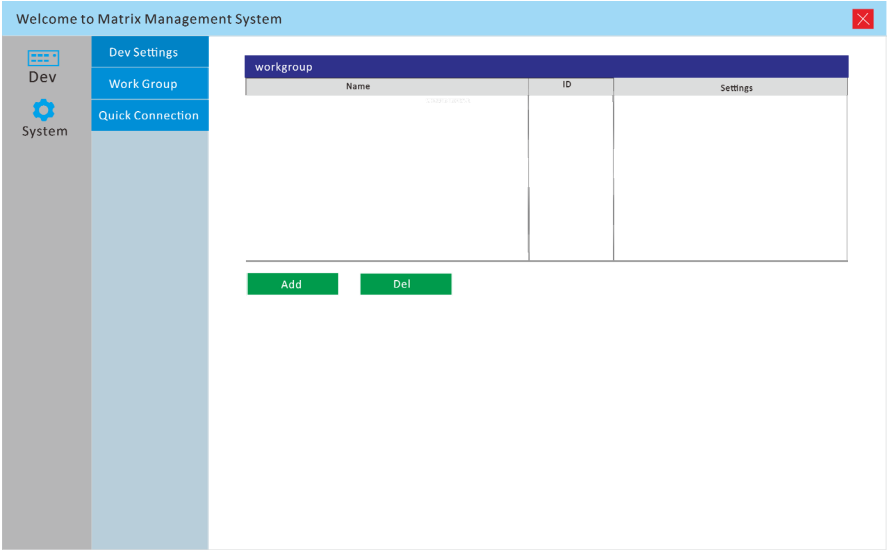 Welcome to Matrix Management System
Dev
System
Dev Settings
Work Group
Quick Connection
workgroup
Name ID Settings
Add Del